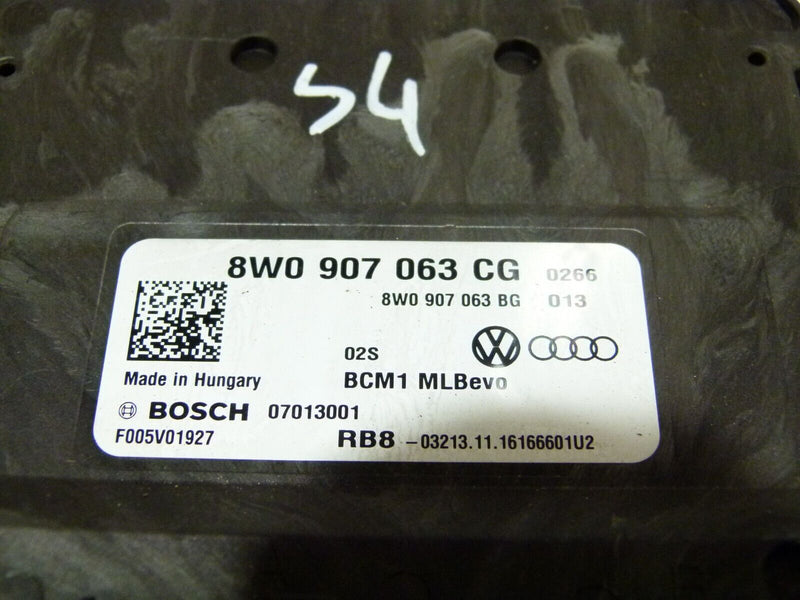 S4
8W0 907 063 CG 0266
8W0 907 063 BG 013
02S
Made in Hungary BCM1 MLBevo
BOSCH 07013001
F005V01927 RB8 -03213.11.16166601U2